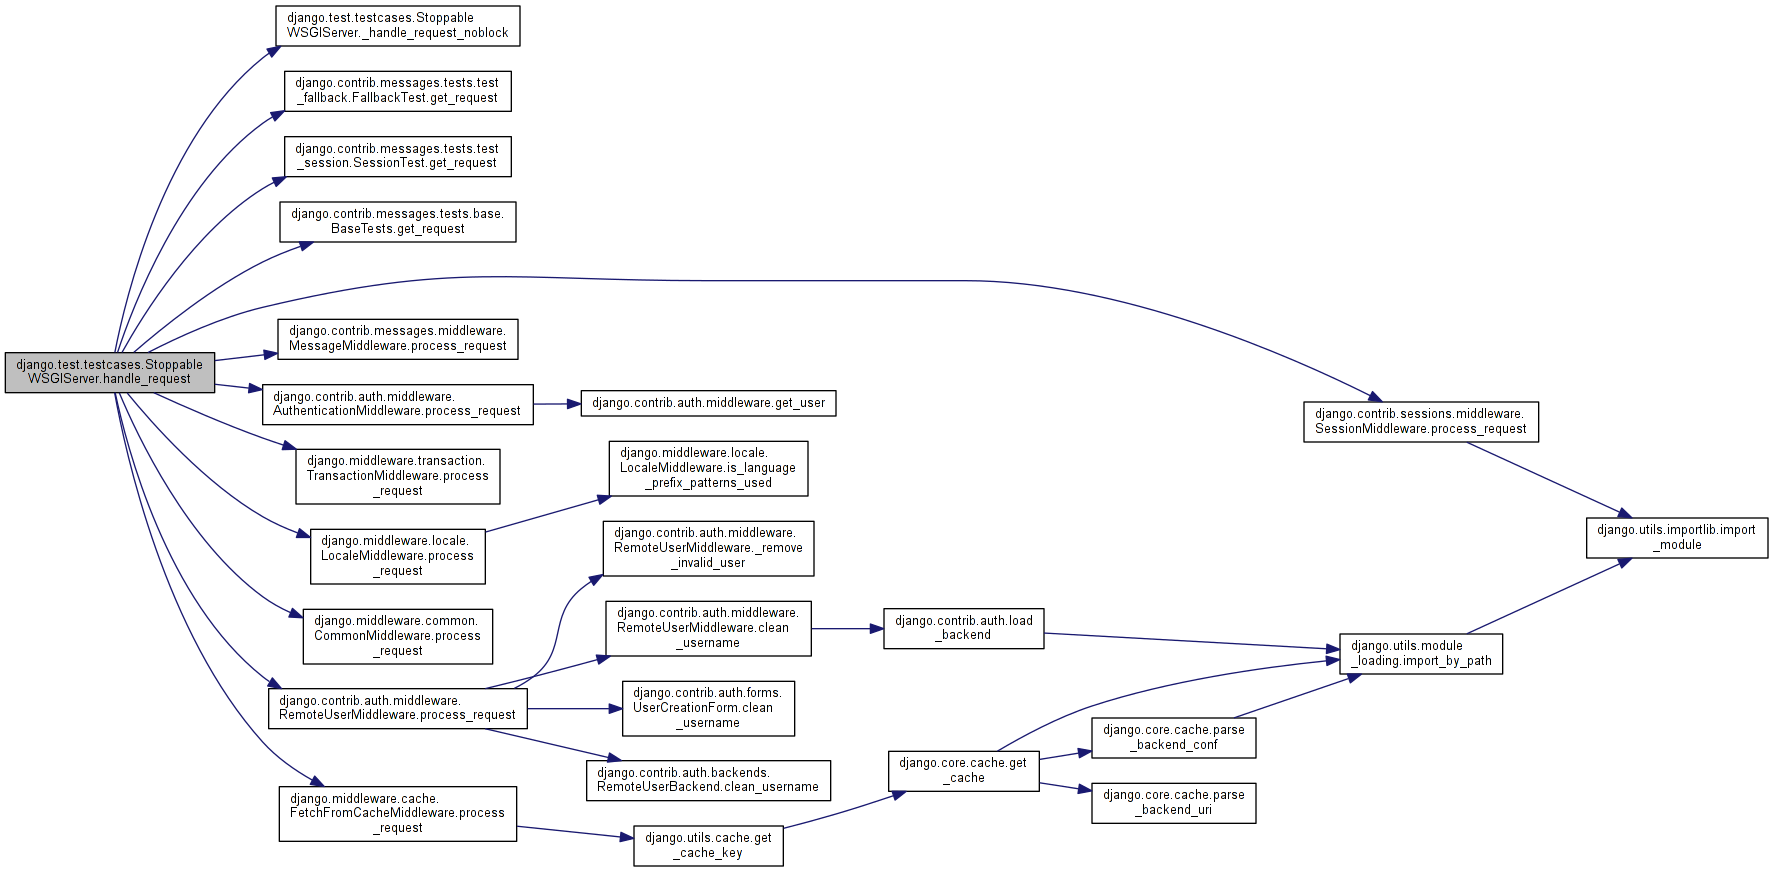 django.test.testcases.Stoppable
WSGIServer._handle_request_noblock
django.contrib.messages.tests.test
_fallback.FallbackTest.get_request
django.contrib.messages.tests.test
_session.SessionTest.get_request
django.contrib.messages.tests.base.
BaseTests.get_request
django.contrib.messages.middleware.
MessageMiddleware.process_request
django.test.testcases.Stoppable
WSGIServer.handle_request
django.contrib.auth.middleware.
AuthenticationMiddleware.process_request
django.contrib.auth.middleware.get_user
django.contrib.sessions.middleware.
SessionMiddleware.process_request
django.middleware.transaction.
TransactionMiddleware.process
_request
django.middleware.locale.
LocaleMiddleware.is_language
_prefix_patterns_used
django.middleware.locale.
LocaleMiddleware.process
_request
django.contrib.auth.middleware.
RemoteUserMiddleware._remove
_invalid_user
django.utils.importlib.import
_module
django.middleware.common.
CommonMiddleware.process
_request
django.contrib.auth.middleware.
RemoteUserMiddleware.clean
_username
django.contrib.auth.load
_backend
django.utils.module
_loading.import_by_path
django.contrib.auth.middleware.
RemoteUserMiddleware.process_request
django.contrib.auth.forms.
UserCreationForm.clean
_username
django.core.cache.parse
_backend_conf
django.contrib.auth.backends.
RemoteUserBackend.clean_username
django.core.cache.get
_cache
django.core.cache.parse
_backend_uri
django.middleware.cache.
FetchFromCacheMiddleware.process
_request
django.utils.cache.get
_cache_key